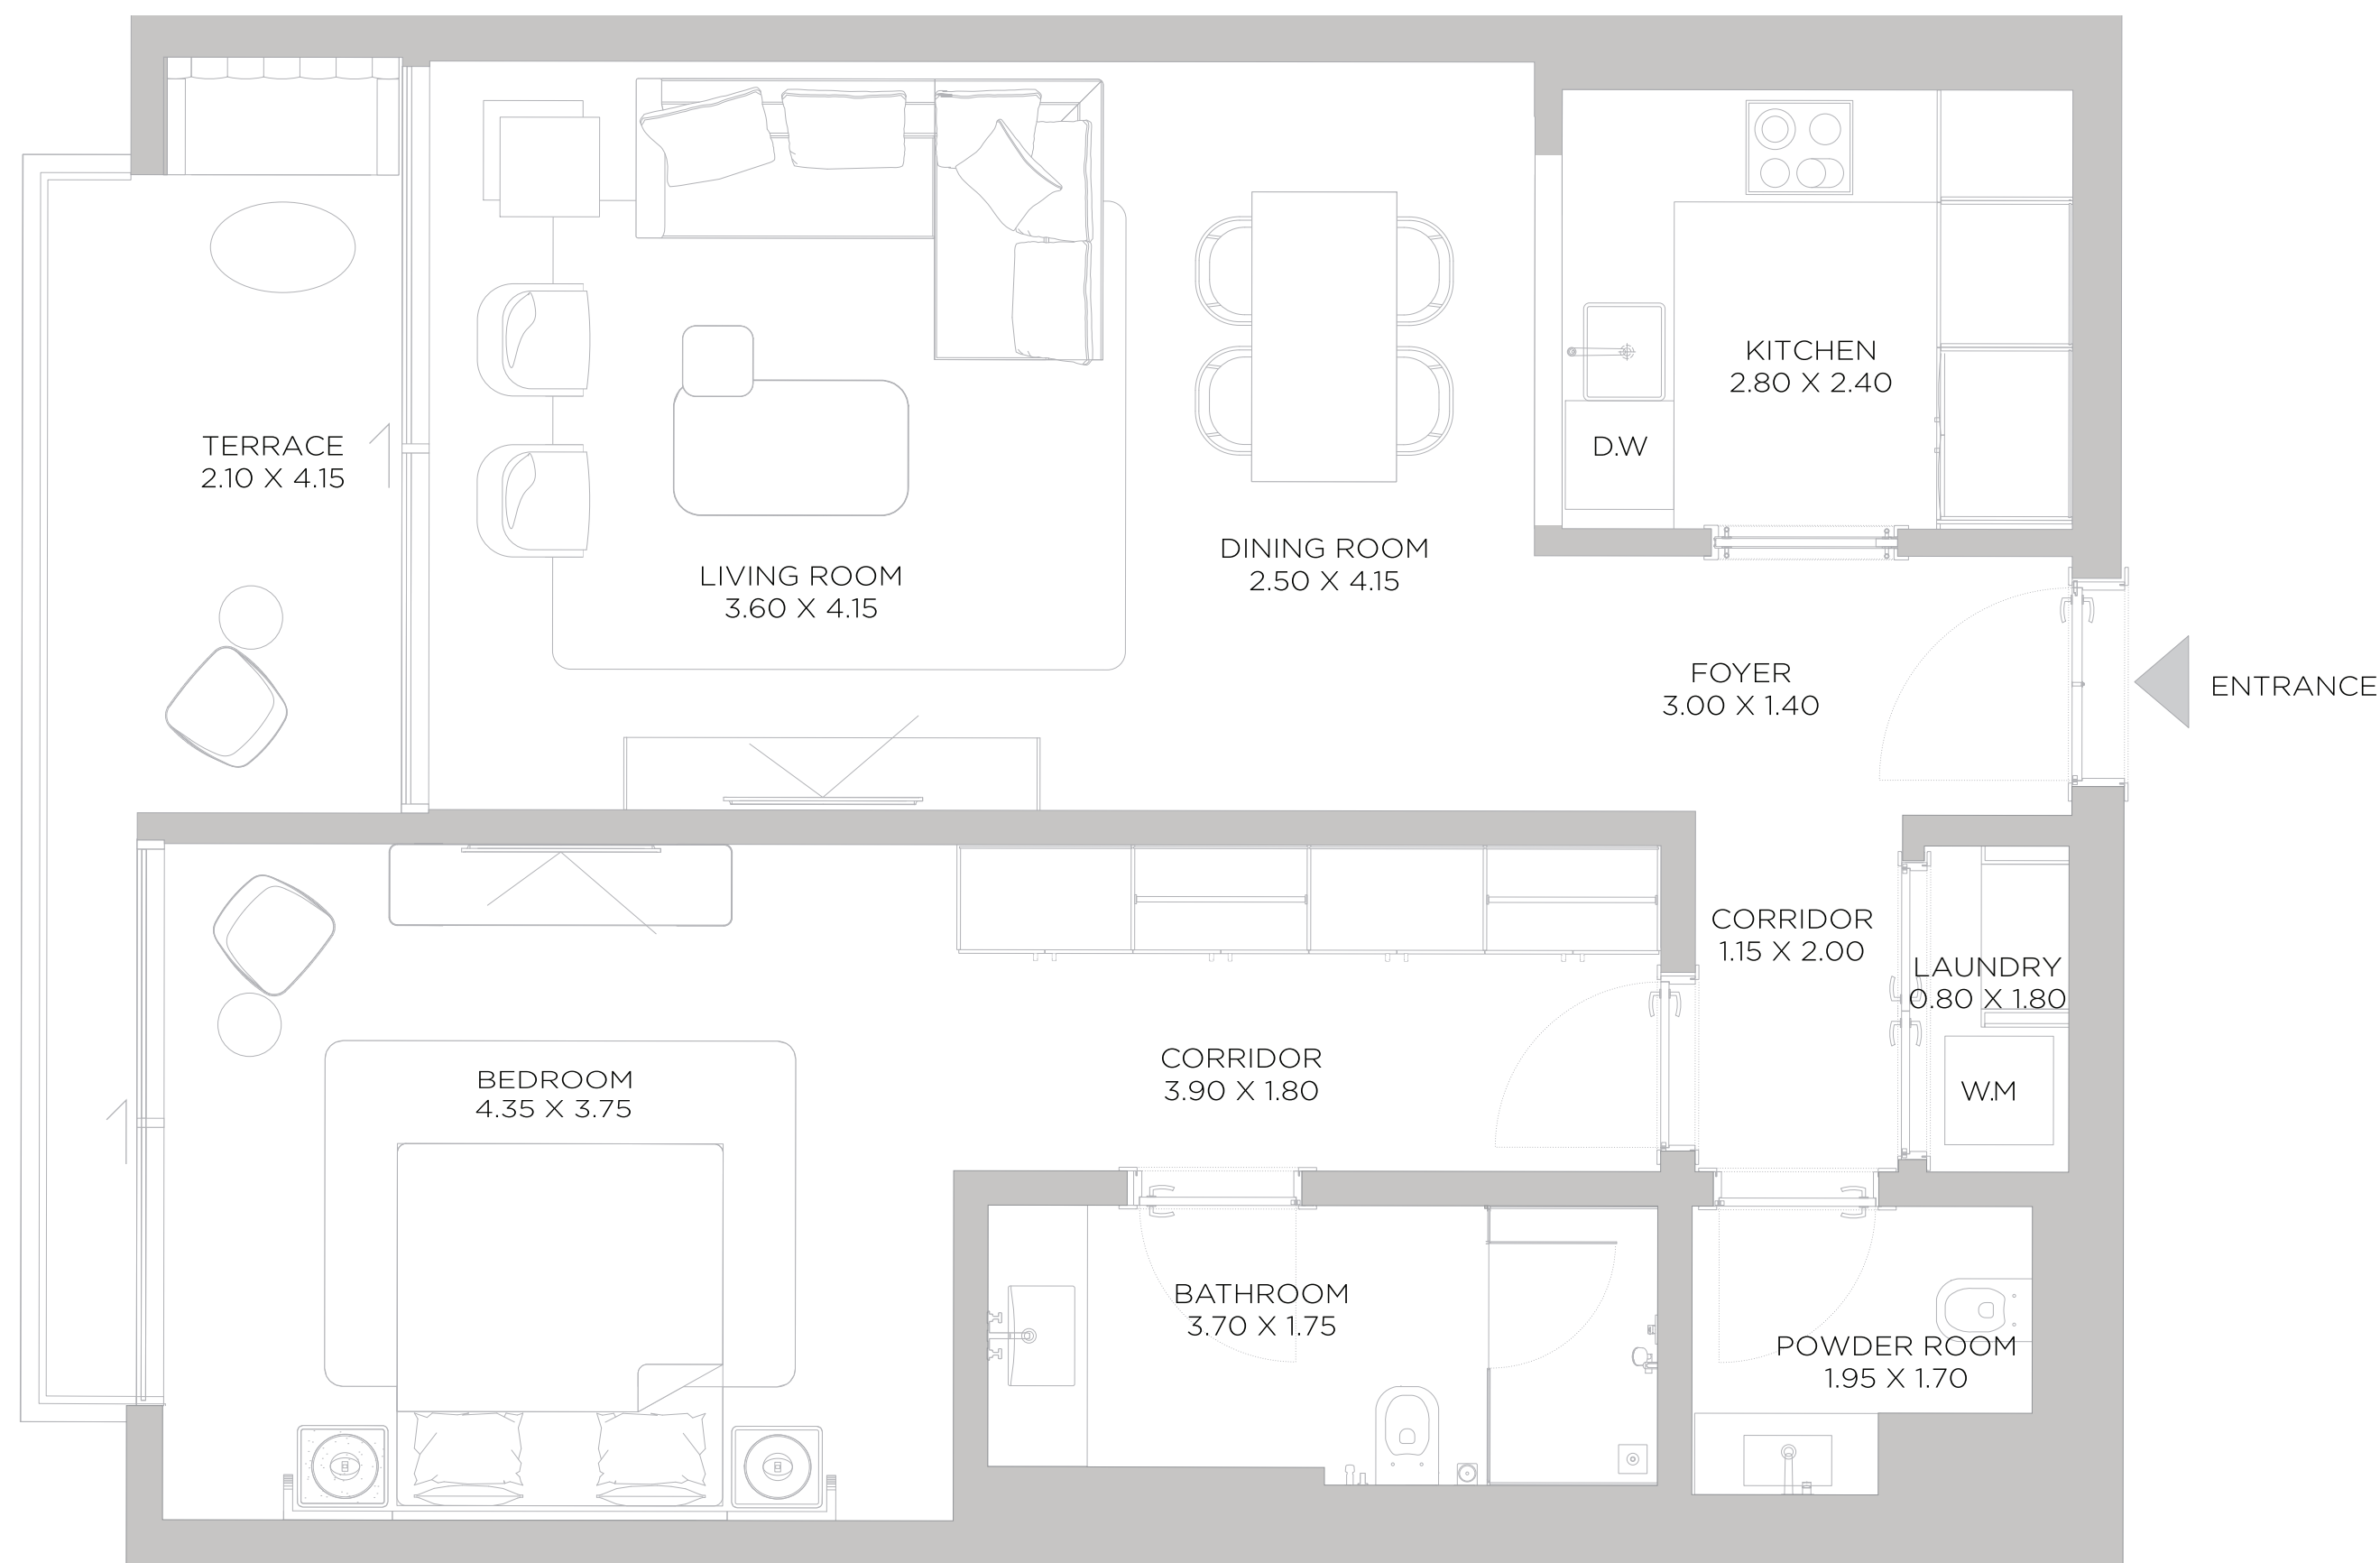 KITCHEN
2.80 X 2.40
TERRACE
2.10 X 4.15
D.W
DINING ROOM
2.50 X 4.15
LIVING ROOM
3.60 X 4.15
FOYER
3.00 X 1.40
ENTRANCE
CORRIDOR
1.15 X 2.00
LAUNDRY
0.80 X 1.80
CORRIDOR
3.90 X 1.80
BEDROOM
4.35 X 3.75
W.M
BATHROOM
3.70 X 1.75
POWDER ROOM
1.95 X 1.70